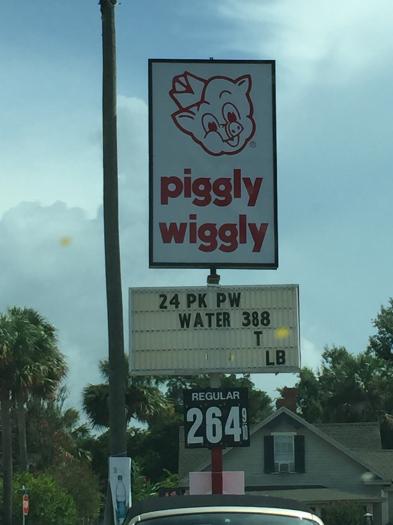 piggly
wiggly
®
24 PK PW
WATER 388
T
LB
REGULAR
264 9/10